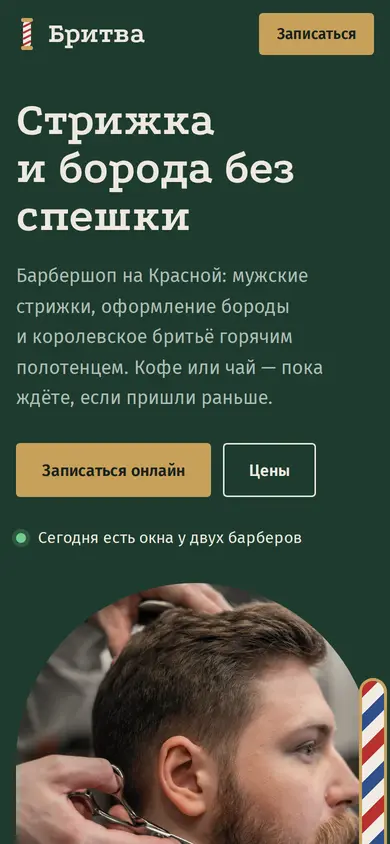 Бритва
Записаться
Стрижка
и борода без
спешки
Барбершоп на Красной: мужские
стрижки, оформление бороды
и королевское бритьё горячим
полотенцем. Кофе или чай — пока
ждёте, если пришли раньше.
Записаться онлайн
Цены
Сегодня есть окна у двух барберов